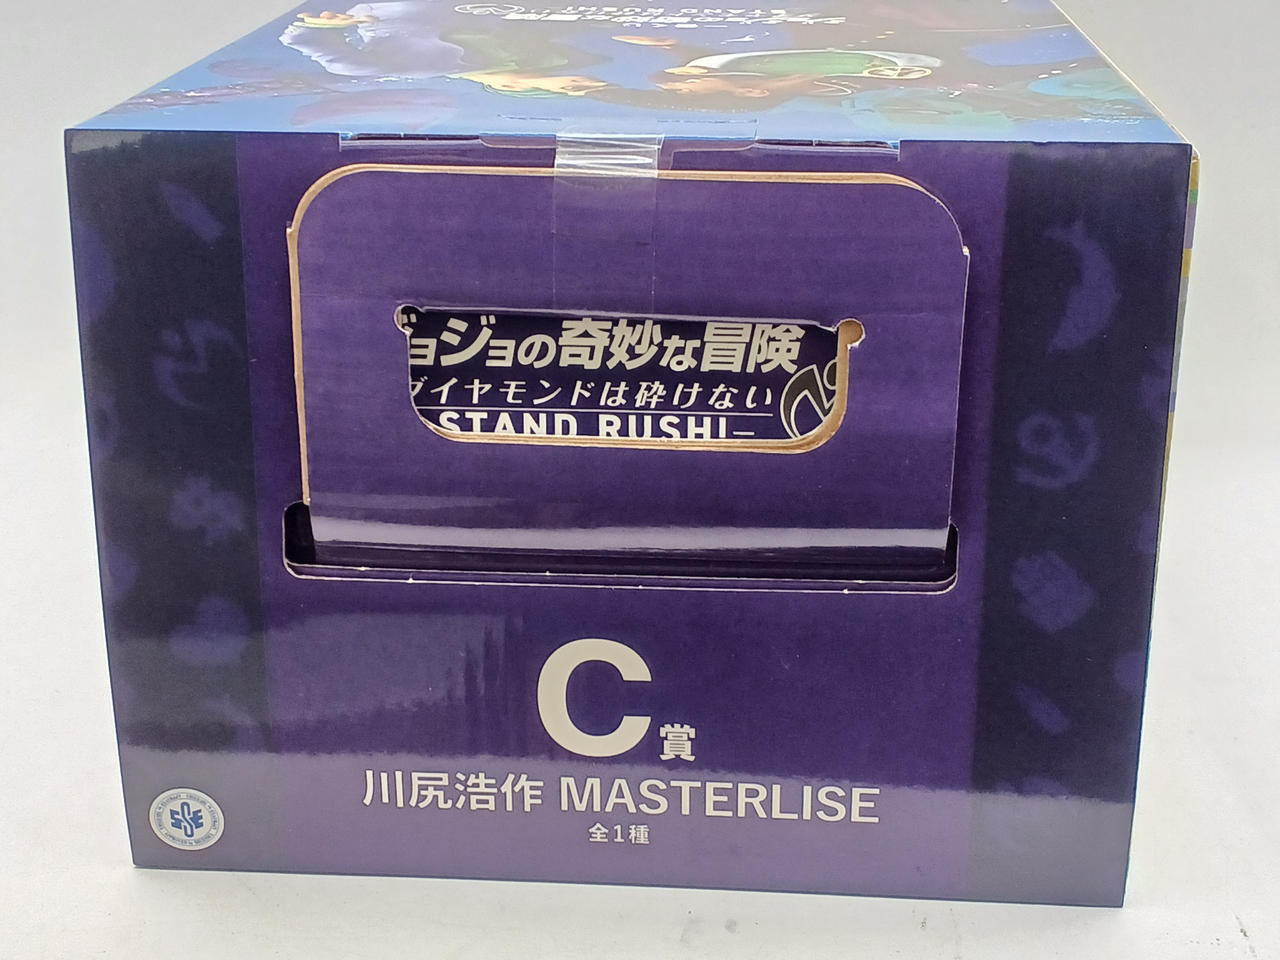 ョジョの奇妙な冒険
ダイヤモンドは砕けない
STAND RUSH!–
C賞
川尻浩作 MASTERLISE
全1種